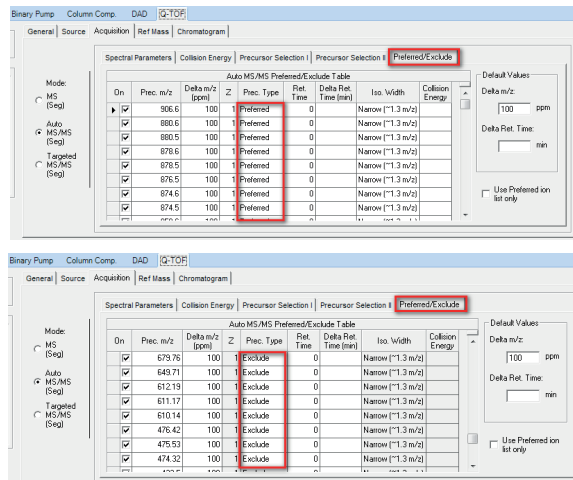 Binary Pump Column Comp. DAD Q-TOF
General Source Acquisition Ref Mass Chromatogram
Spectral Parameters Collision Energy Precursor Selection I Precursor Selection II Preferred/Exclude
Mode:
MS
(Seg)
Auto
MS/MS
(Seg)
Targeted
MS/MS
(Seg)
Auto MS/MS Preferred/Exclude Table
On Prec. m/z Delta m/z (ppm) Z Prec. Type Ret. Time Delta Ret. Time (min) Iso. Width Collision Energy
906.6 100 1 Preferred 0 Narrow (~1.3 m/z)
880.6 100 1 Preferred 0 Narrow (~1.3 m/z)
880.5 100 1 Preferred 0 Narrow (~1.3 m/z)
878.6 100 1 Preferred 0 Narrow (~1.3 m/z)
878.5 100 1 Preferred 0 Narrow (~1.3 m/z)
876.5 100 1 Preferred 0 Narrow (~1.3 m/z)
874.6 100 1 Preferred 0 Narrow (~1.3 m/z)
874.5 100 1 Preferred 0 Narrow (~1.3 m/z)
Default Values
Delta m/z:
100 ppm
Delta Ret. Time:
min
Use Preferred ion
list only
Binary Pump Column Comp. DAD Q-TOF
General Source Acquisition Ref Mass Chromatogram
Spectral Parameters Collision Energy Precursor Selection I Precursor Selection II Preferred/Exclude
Mode:
MS
(Seg)
Auto
MS/MS
(Seg)
Targeted
MS/MS
(Seg)
Auto MS/MS Preferred/Exclude Table
On Prec. m/z Delta m/z (ppm) Z Prec. Type Ret. Time Delta Ret. Time (min) Iso. Width Collision Energy
679.76 100 1 Exclude 0 Narrow (~1.3 m/z)
649.71 100 1 Exclude 0 Narrow (~1.3 m/z)
612.19 100 1 Exclude 0 Narrow (~1.3 m/z)
611.17 100 1 Exclude 0 Narrow (~1.3 m/z)
610.14 100 1 Exclude 0 Narrow (~1.3 m/z)
476.42 100 1 Exclude 0 Narrow (~1.3 m/z)
475.53 100 1 Exclude 0 Narrow (~1.3 m/z)
474.32 100 1 Exclude 0 Narrow (~1.3 m/z)
Default Values
Delta m/z:
100 ppm
Delta Ret. Time:
min
Use Preferred ion
list only